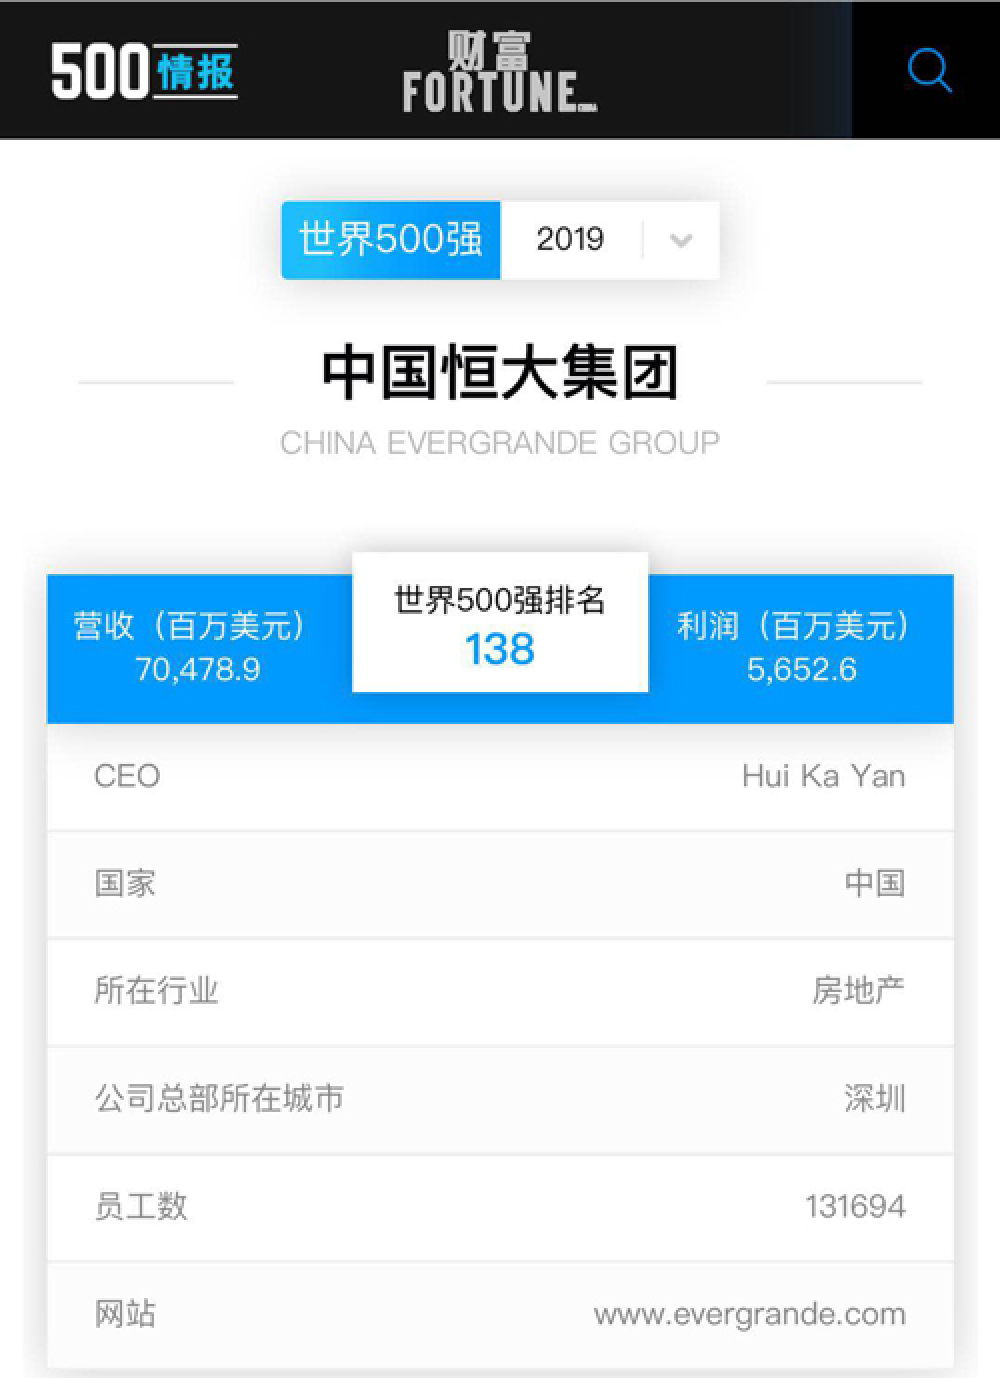 500情报
财富
FORTUNE
世界500强 2019
中国恒大集团
CHINA EVERGRANDE GROUP
营收（百万美元）
70,478.9
世界500强排名
138
利润（百万美元）
5,652.6
CEO Hui Ka Yan
国家 中国
所在行业 房地产
公司总部所在城市 深圳
员工数 131694
网站 www.evergrande.com